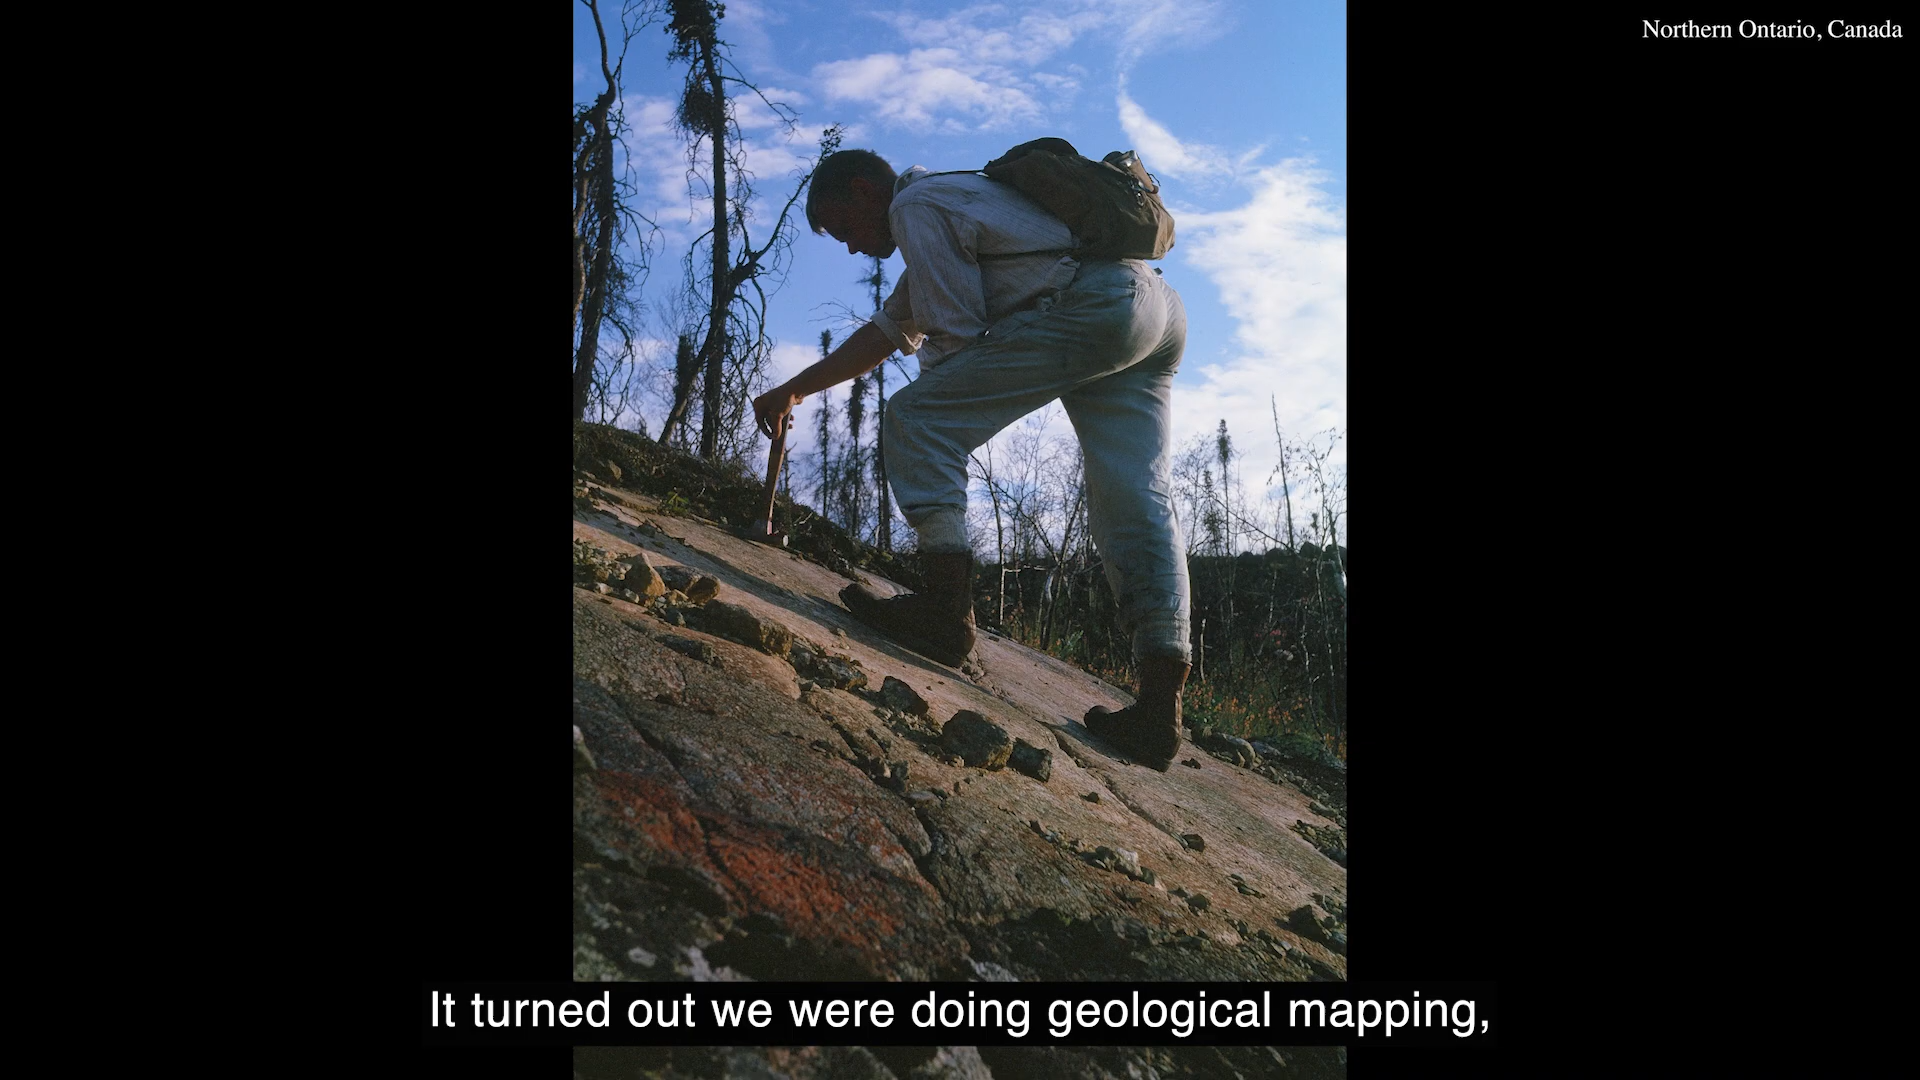 Northern Ontario, Canada
It turned out we were doing geological mapping,